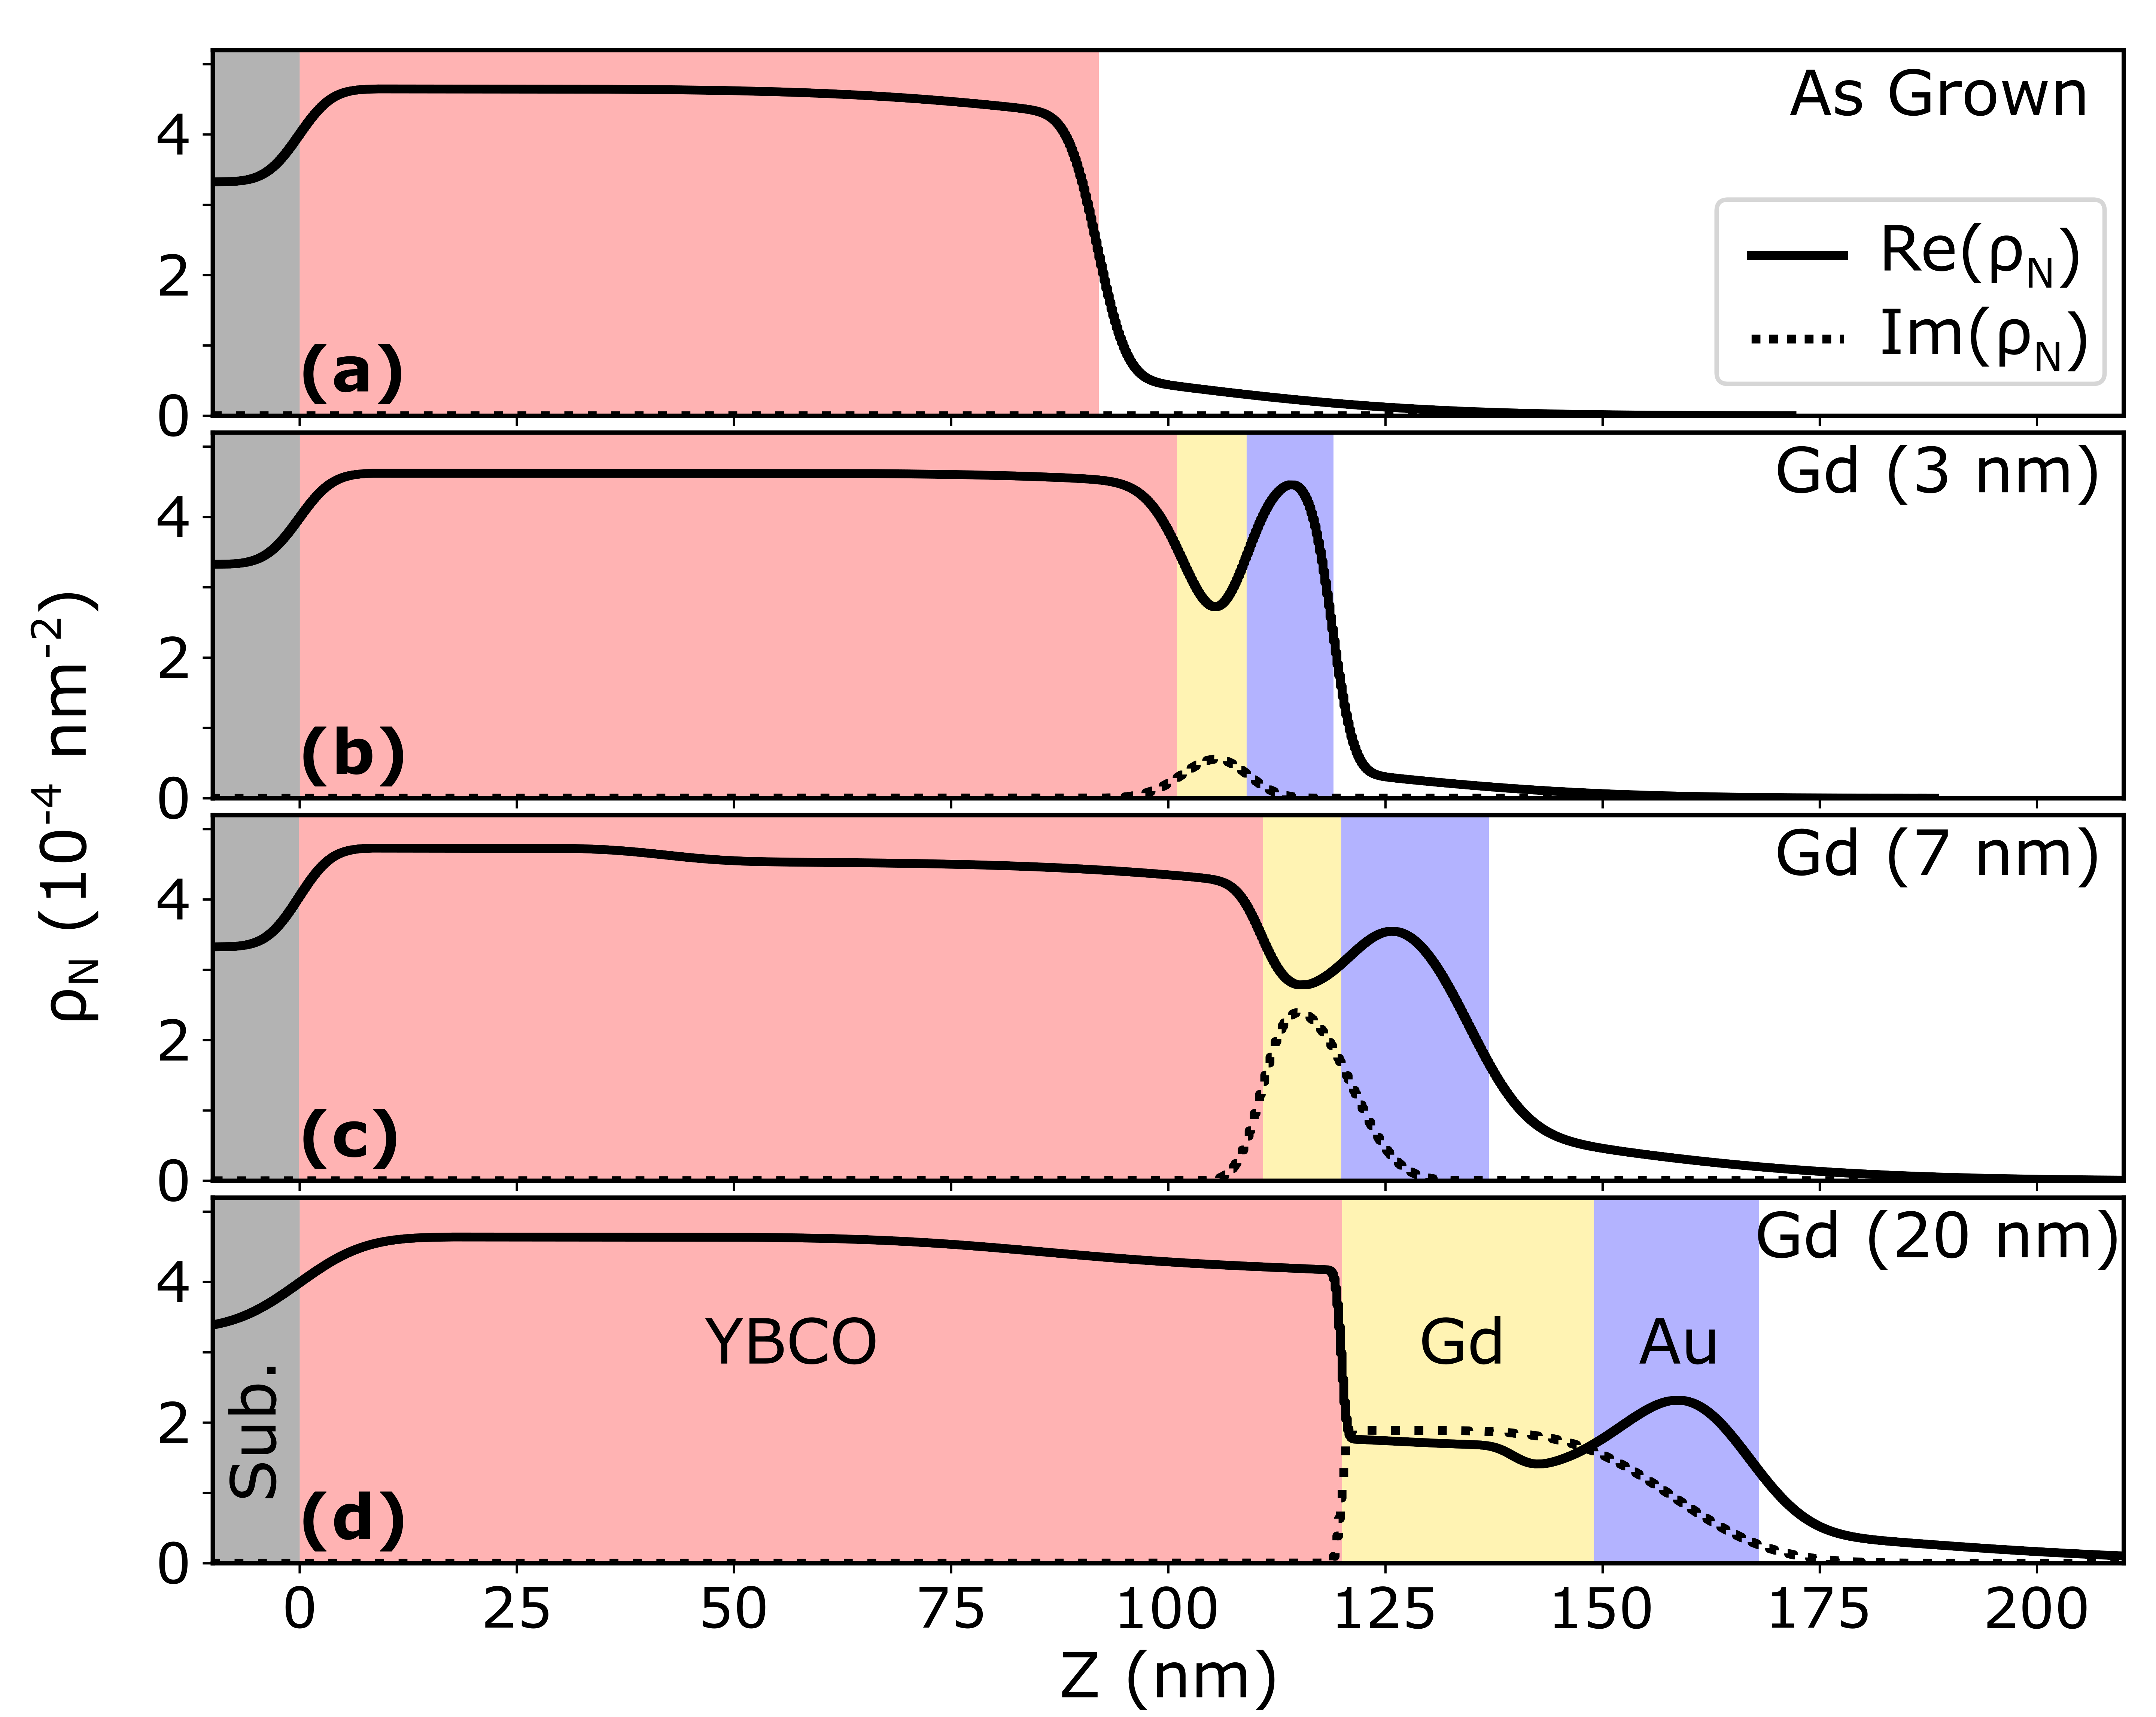 As Grown
Re(ρN)
Im(ρN)
4
2
0
(a)
Gd (3 nm)
4
2
0
(b)
Gd (7 nm)
4
2
0
(c)
Gd (20 nm)
4
2
0
YBCO
Gd
Au
Sub.
(d)
0 25 50 75 100 125 150 175 200
Z (nm)
ρN (10-4 nm-2)